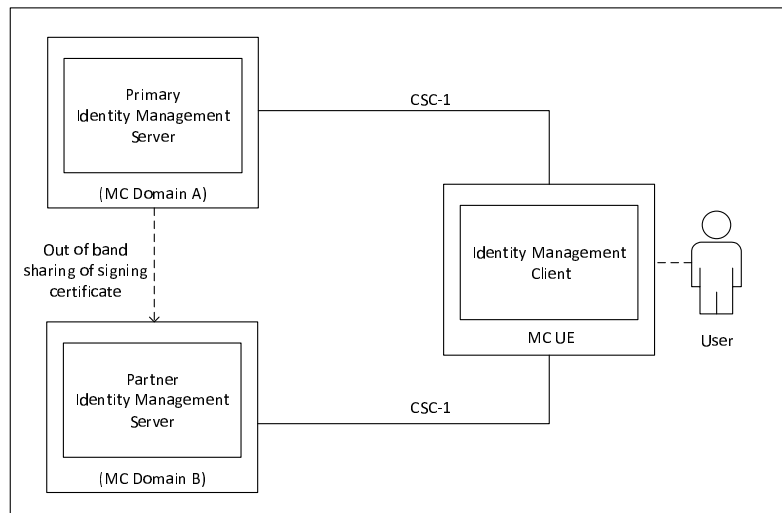 Primary
Identity Management
Server
(MC Domain A)
CSC-1
Out of band
sharing of signing
certificate
Identity Management
Client
MC UE
User
Partner
Identity Management
Server
(MC Domain B)
CSC-1